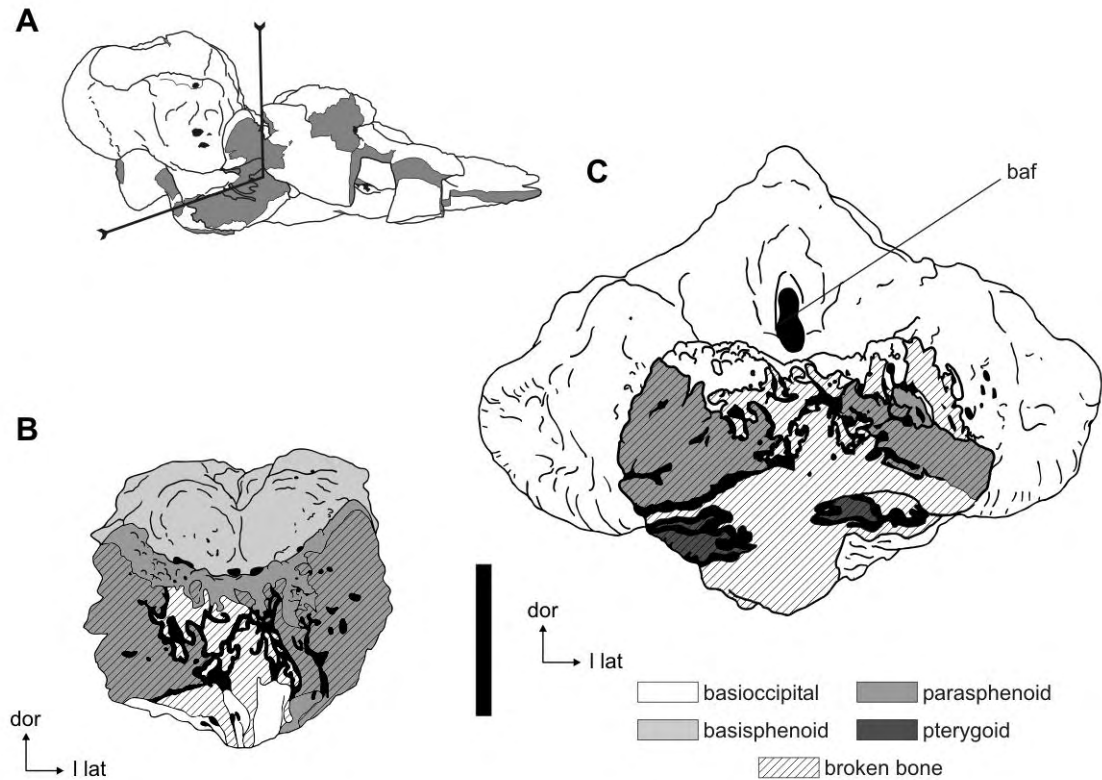 A
C
baf
B
dor
l lat
dor
l lat
basioccipital
parasphenoid
basisphenoid
pterygoid
broken bone